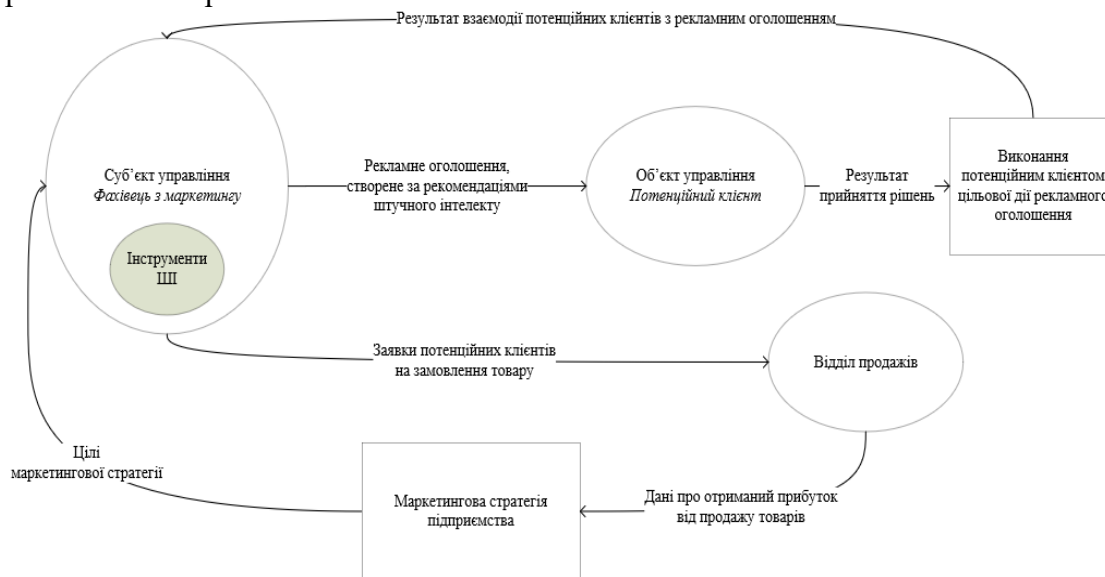 Результат взаємодії потенційних клієнтів з рекламним оголошенням
Суб’єкт управління
Фахівець з маркетингу
Інструменти
ШІ
Рекламне оголошення,
створене за рекомендаціями
штучного інтелекту
Об’єкт управління
Потенційний клієнт
Результат
прийняття рішень
Виконання
потенційним клієнтом
цільової дії рекламного
оголошення
Заявки потенційних клієнтів
на замовлення товару
Відділ продажів
Цілі
маркетингової стратегії
Маркетингова стратегія
підприємства
Дані про отриманий прибуток
від продажу товарів